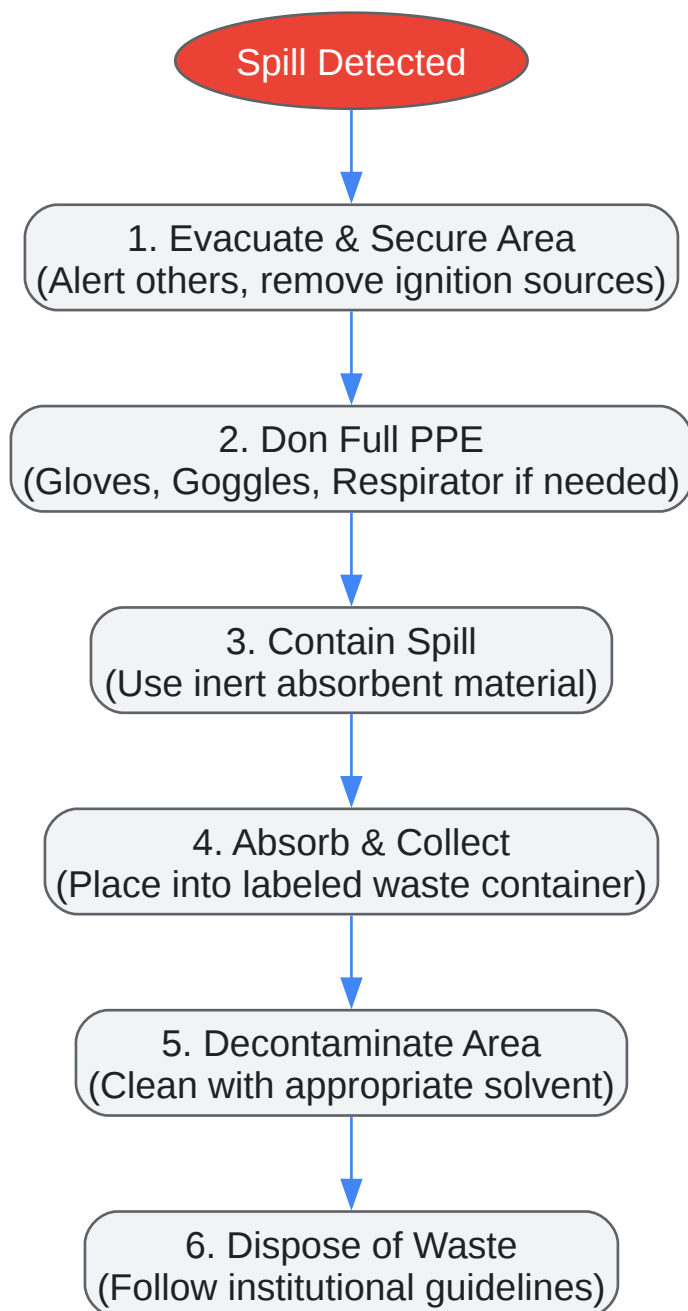 Spill Detected
1. Evacuate & Secure Area
(Alert others, remove ignition sources)
2. Don Full PPE
(Gloves, Goggles, Respirator if needed)
3. Contain Spill
(Use inert absorbent material)
4. Absorb & Collect
(Place into labeled waste container)
5. Decontaminate Area
(Clean with appropriate solvent)
6. Dispose of Waste
(Follow institutional guidelines)